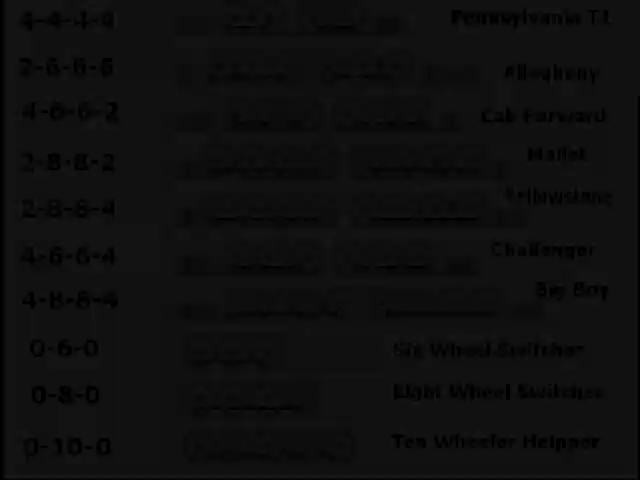 4-4-4-4 Pennsylvania T1
2-6-6-6 Allegheny
4-6-6-2 Cab Forward
2-8-8-2 Mallet
2-8-8-4 Yellowstone
4-6-6-4 Challenger
4-8-8-4 Big Boy
0-6-0 Six Wheel Switcher
0-8-0 Eight Wheel Switcher
0-10-0 Ten Wheeler Helpper